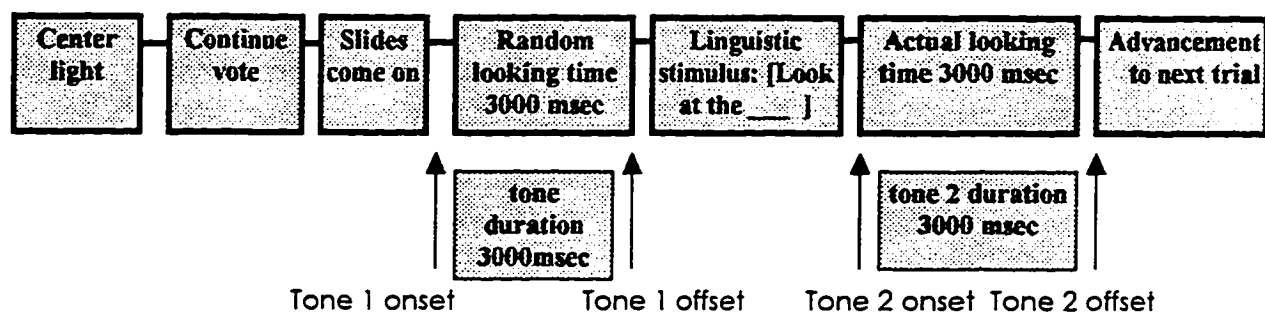 Center
light
Continue
vote
Slides
come on
Random
looking time
3000 msec
Linguistic
stimulus: [Look
at the ___ ]
Actual looking
time 3000 msec
Advancement
to next trial
tone
duration
3000msec
tone 2 duration
3000 msec
Tone 1 onset
Tone 1 offset
Tone 2 onset
Tone 2 offset